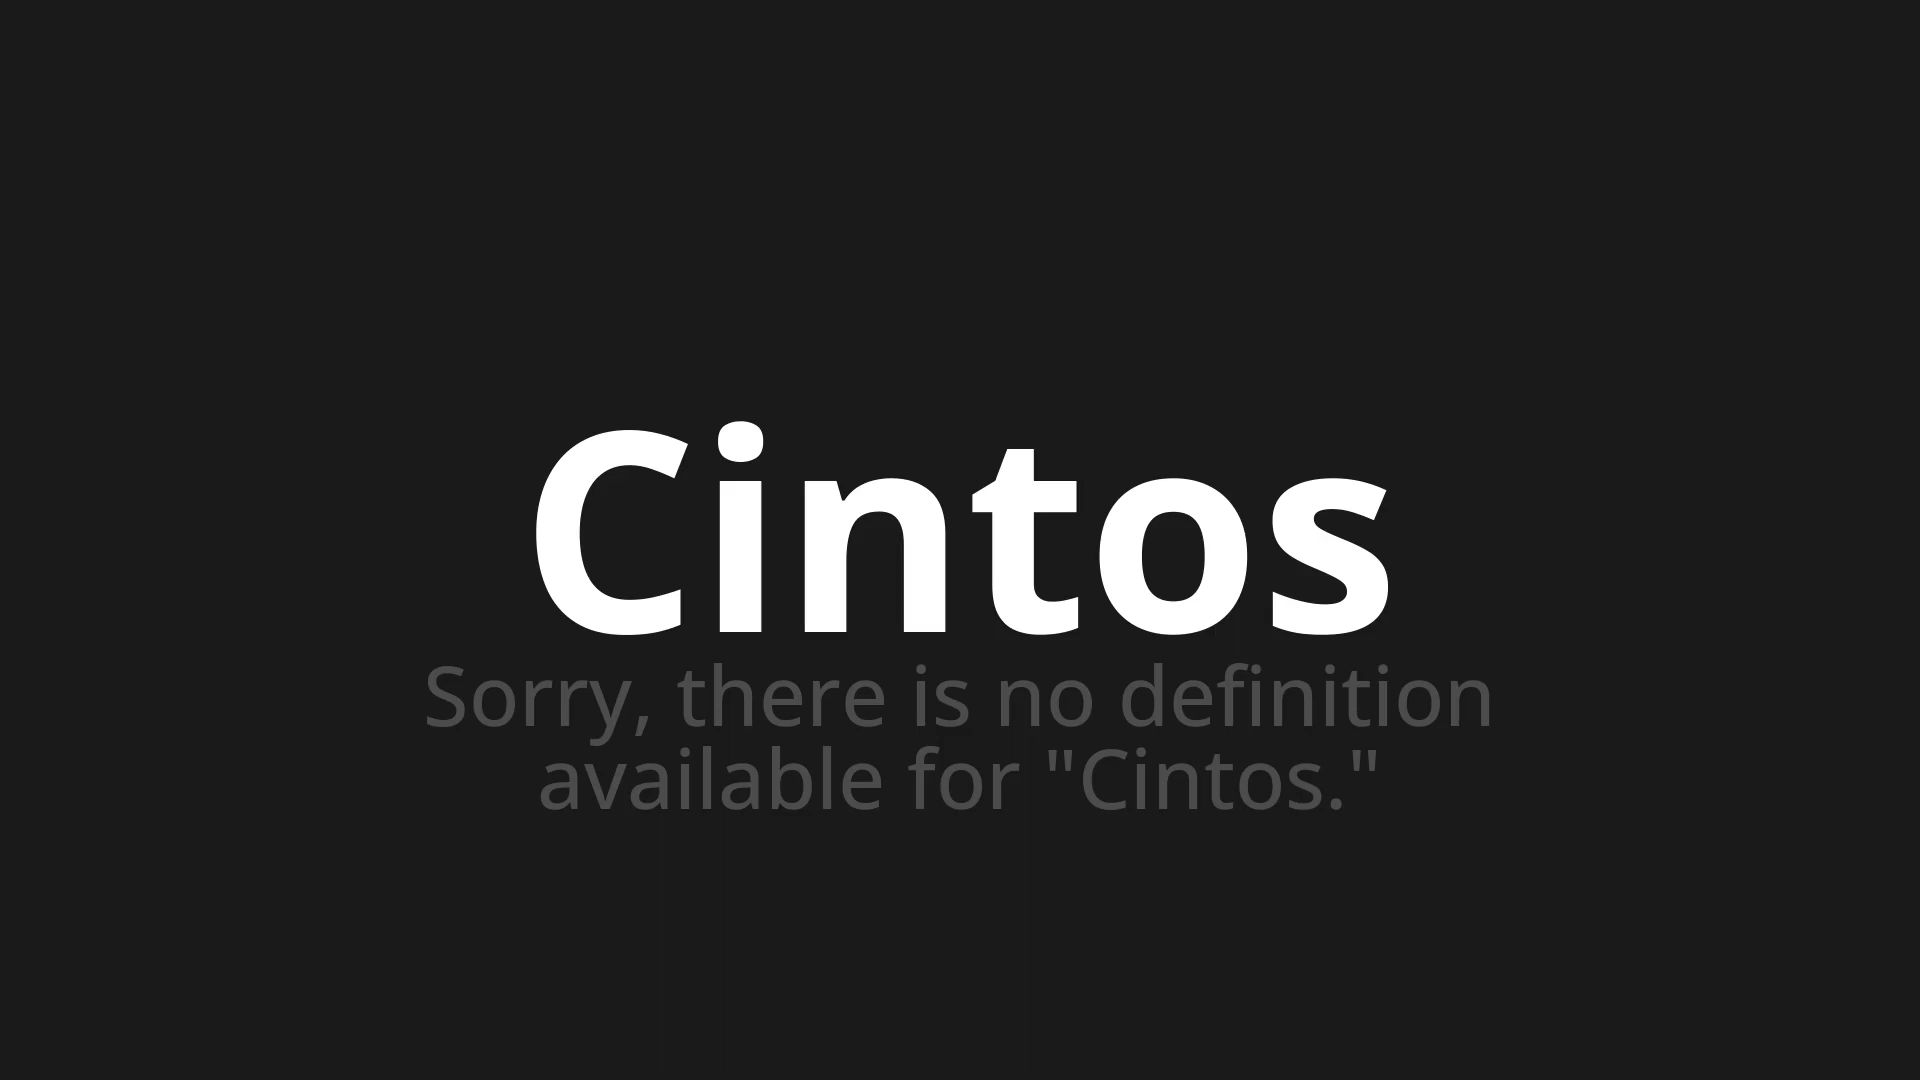 Cintos
Sorry, there is no definition
available for "Cintos."